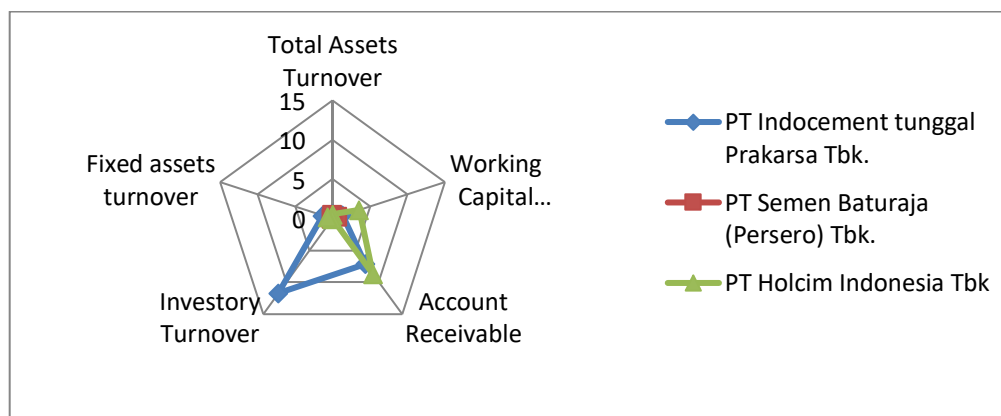 Total Assets
Turnover
15
10
5
0
Fixed assets
turnover
Working
Capital...
Investory
Turnover
Account
Receivable
PT Indocement tunggal
Prakarsa Tbk.
PT Semen Baturaja
(Persero) Tbk.
PT Holcim Indonesia Tbk